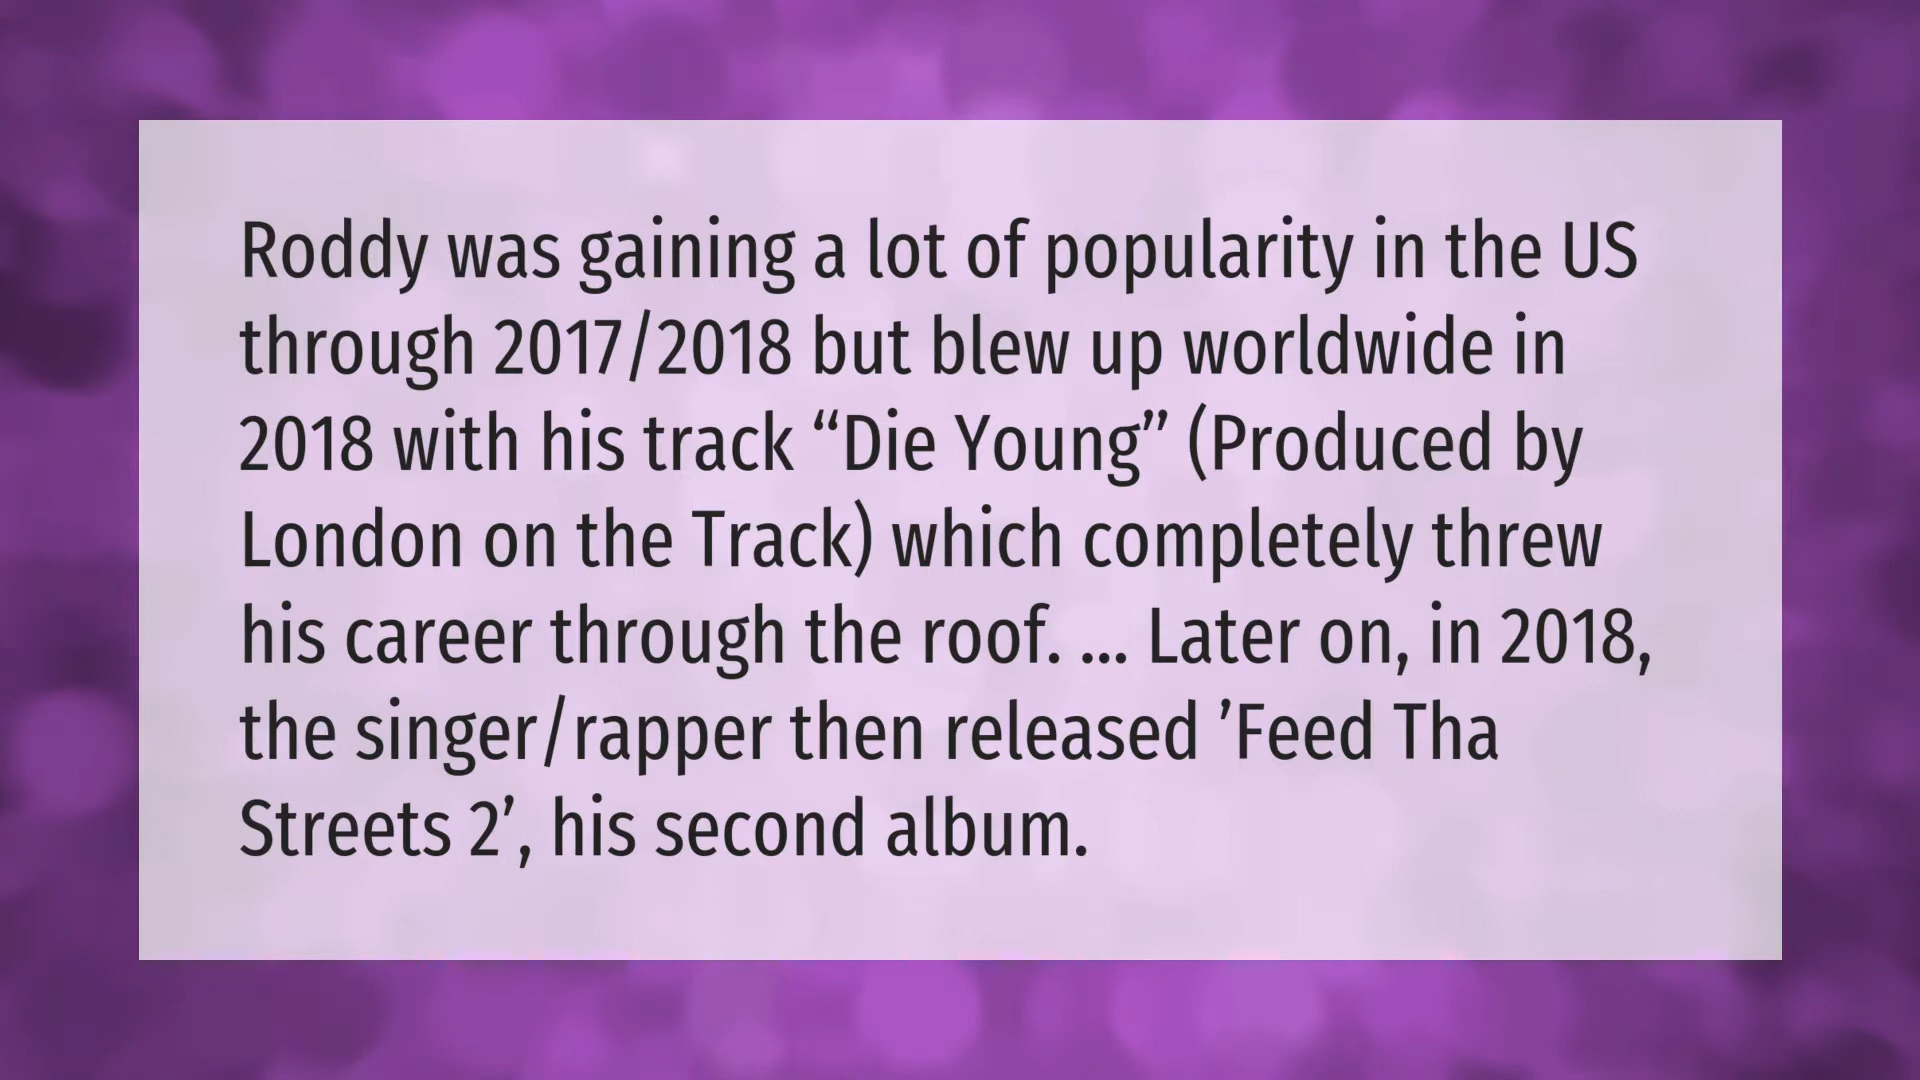 Roddy was gaining a lot of popularity in the US
through 2017/2018 but blew up worldwide in
2018 with his track “Die Young” (Produced by
London on the Track) which completely threw
his career through the roof. ... Later on, in 2018,
the singer/rapper then released ’Feed Tha
Streets 2’, his second album.